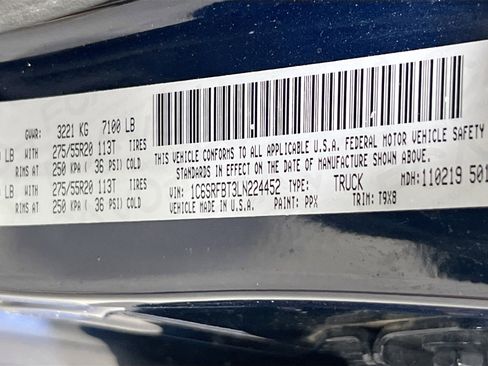 GVWR: 3221 KG 7100 LB
LB WITH 275/55R20 113T TIRES
RIMS AT 250 KPA ( 36 PSI) COLD
LB WITH 275/55R20 113T TIRES
RIMS AT 250 KPA ( 36 PSI) COLD
THIS VEHICLE CONFORMS TO ALL APPLICABLE U.S.A. FEDERAL MOTOR VEHICLE SAFETY
STANDARDS IN EFFECT ON THE DATE OF MANUFACTURE SHOWN ABOVE.
VIN: 1C6SRFBT3LN224452 TYPE: TRUCK MDH: 110219 501
VEHICLE MADE IN U.S.A. PAINT: PPX TRIM: T9X8